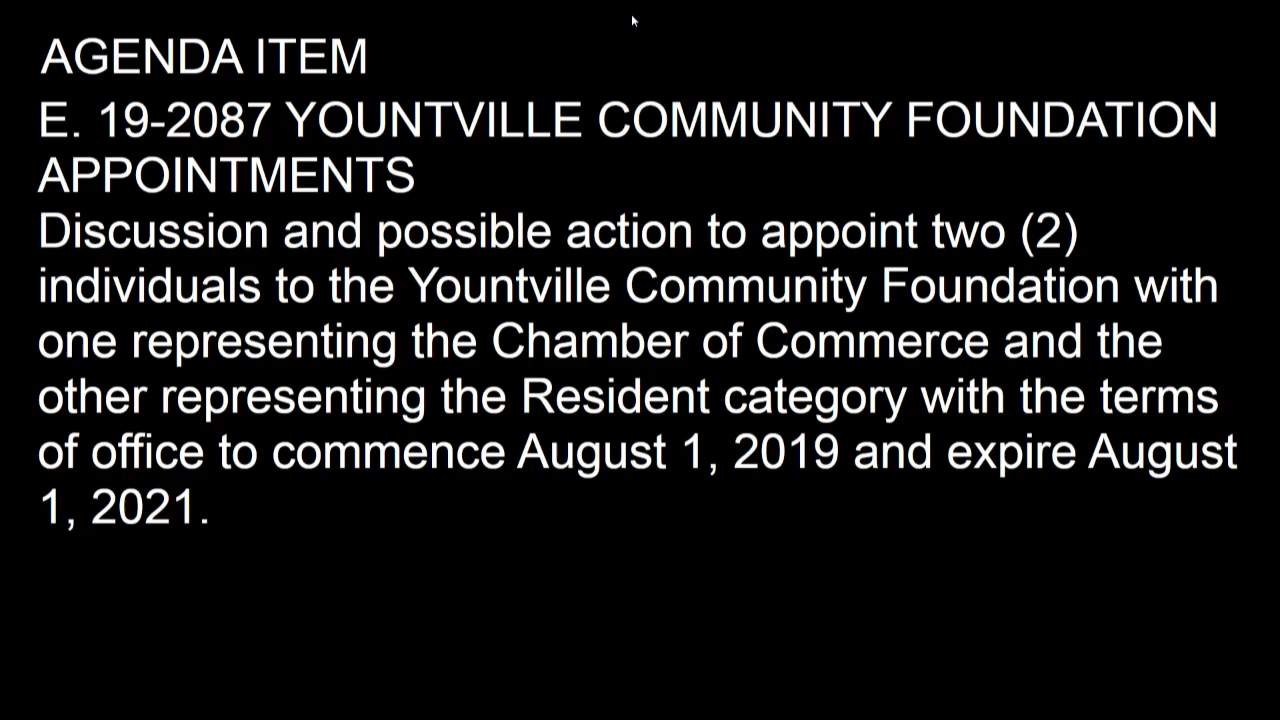 AGENDA ITEM
E. 19-2087 YOUNTVILLE COMMUNITY FOUNDATION
APPOINTMENTS
Discussion and possible action to appoint two (2)
individuals to the Yountville Community Foundation with
one representing the Chamber of Commerce and the
other representing the Resident category with the terms
of office to commence August 1, 2019 and expire August
1, 2021.